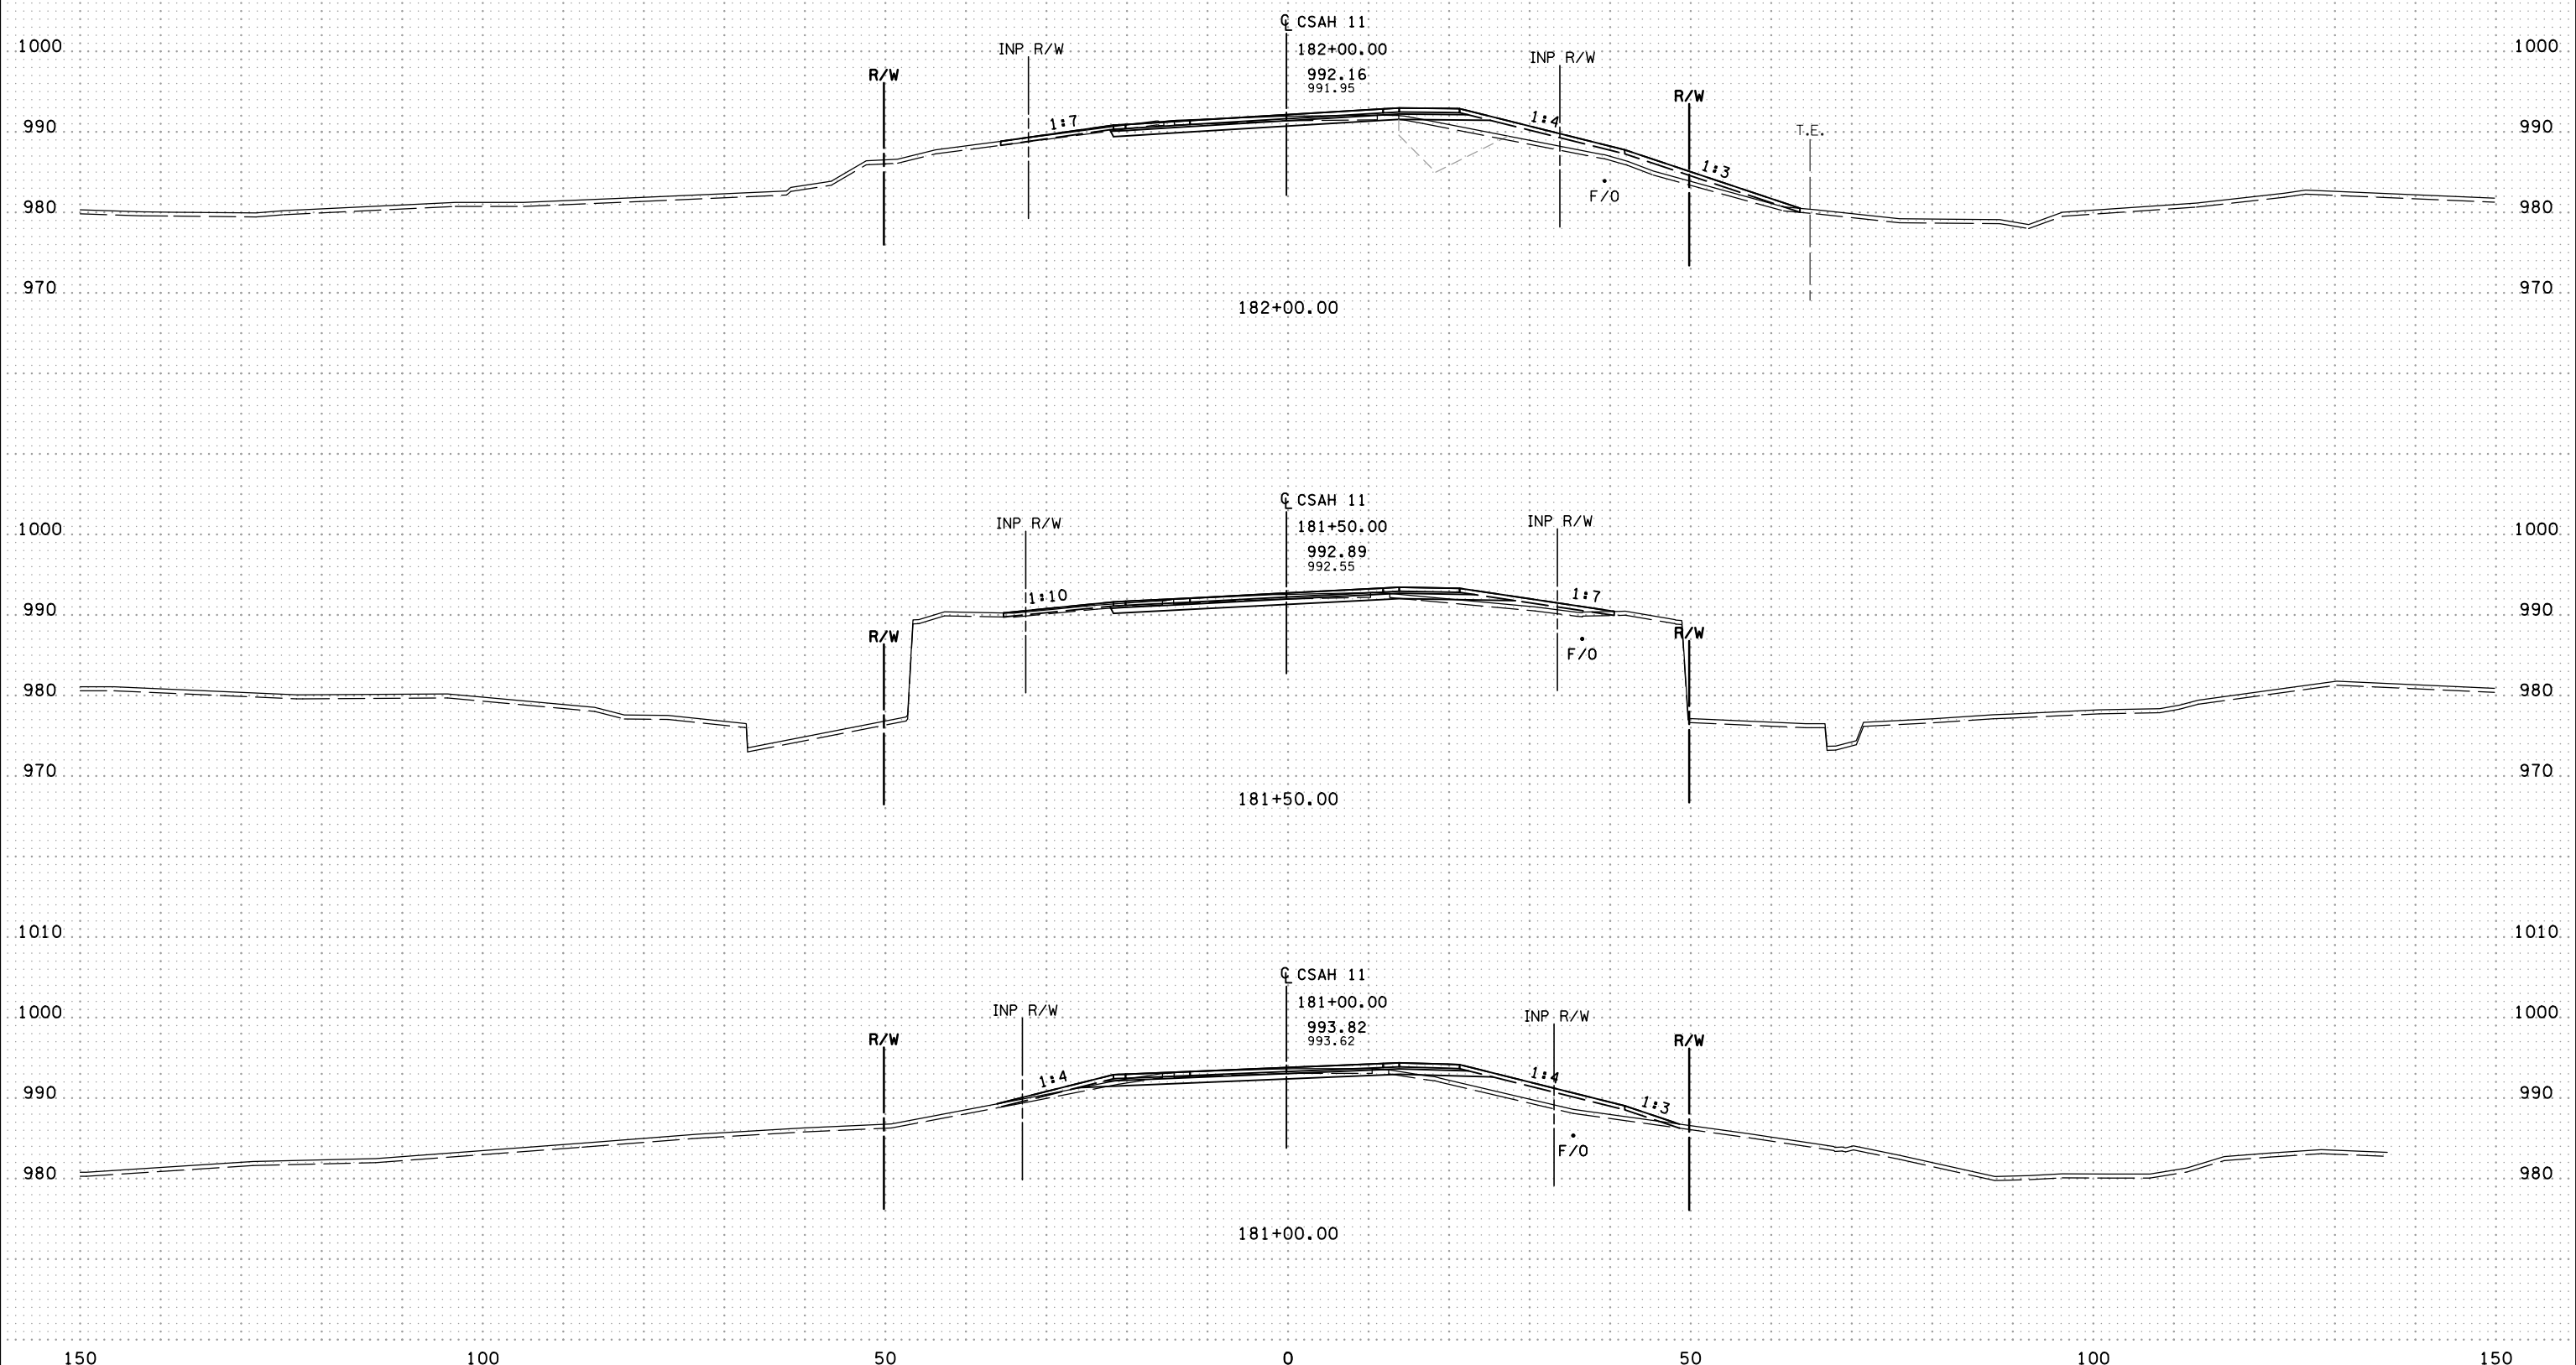 ℄ CSAH 11
1000 INP R/W 182+00.00 INP R/W 1000
R/W 992.16 R/W
991.95
990 1:7 1:4 T.E. 990
1:3
F/O
980 980
970 970
182+00.00
℄ CSAH 11
1000 INP R/W 181+50.00 INP R/W 1000
992.89
992.55
1:10 1:7
990 990
R/W R/W
F/O
980 980
970 970
181+50.00
1010 1010
℄ CSAH 11
1000 INP R/W 181+00.00 INP R/W 1000
R/W 993.82 R/W
993.62
1:4 1:4
990 990
1:3
F/O
980 980
181+00.00
150 100 50 0 50 100 150